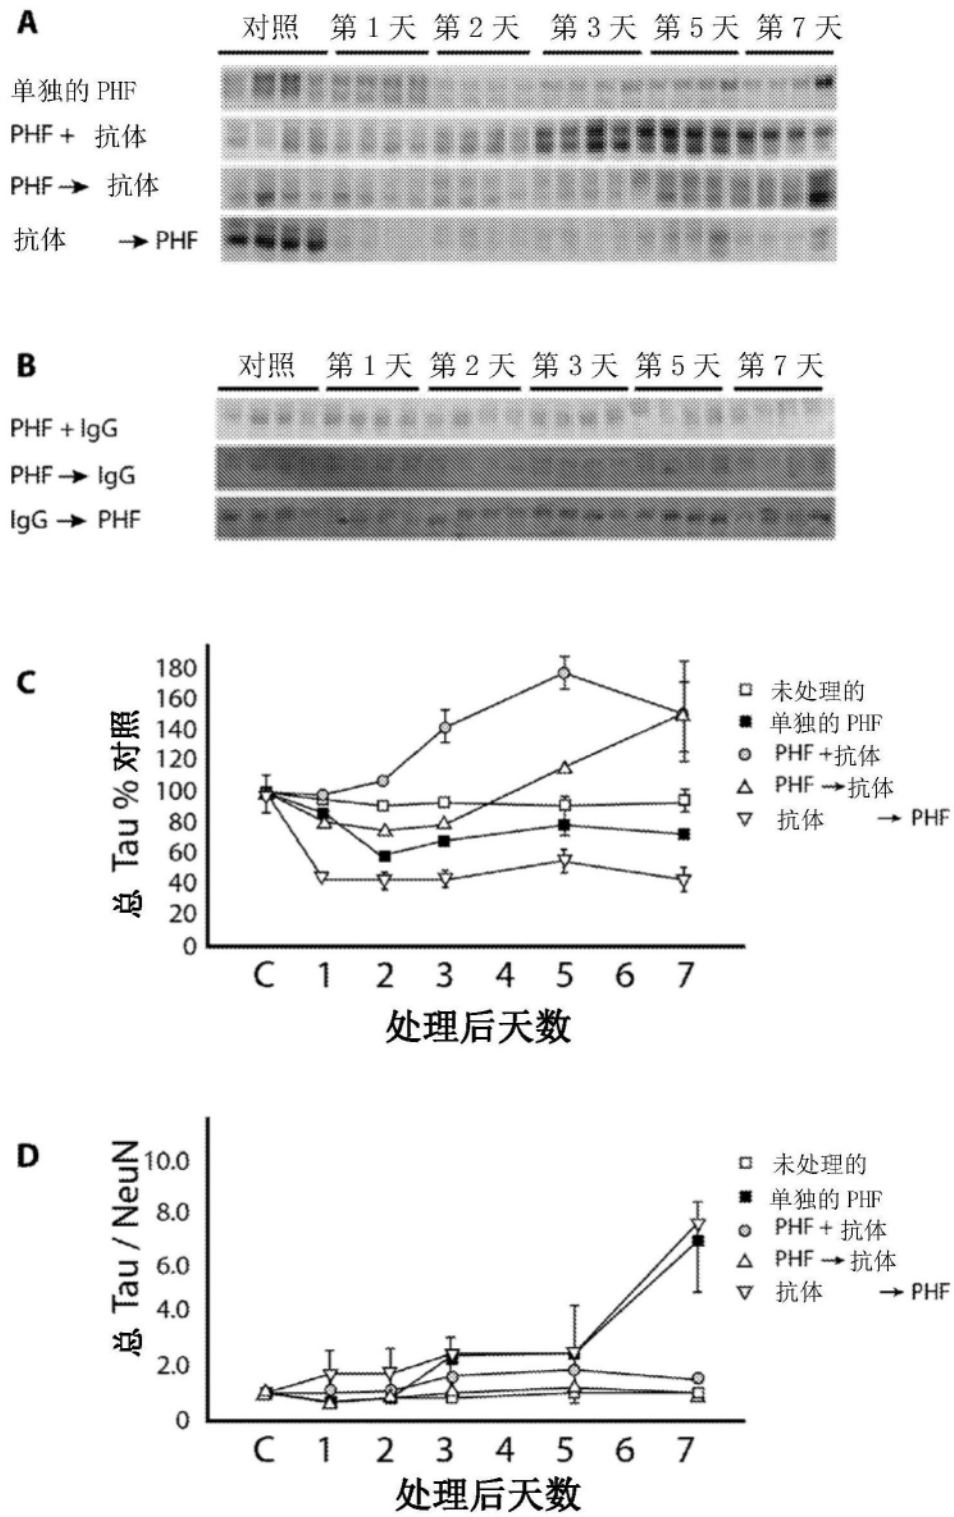 A
对照 第 1 天 第 2 天 第 3 天 第 5 天 第 7 天
单独的 PHF
PHF + 抗体
PHF → 抗体
抗体 → PHF
B
对照 第 1 天 第 2 天 第 3 天 第 5 天 第 7 天
PHF + IgG
PHF → IgG
IgG → PHF
C
总 Tau % 对照
180
160
140
120
100
80
60
40
20
0
C 1 2 3 4 5 6 7
处理后天数
未处理的
单独的 PHF
PHF +抗体
PHF →抗体
抗体 → PHF
D
总 Tau / NeuN
10.0
8.0
6.0
4.0
2.0
0
C 1 2 3 4 5 6 7
处理后天数
未处理的
单独的 PHF
PHF + 抗体
PHF →抗体
抗体 → PHF